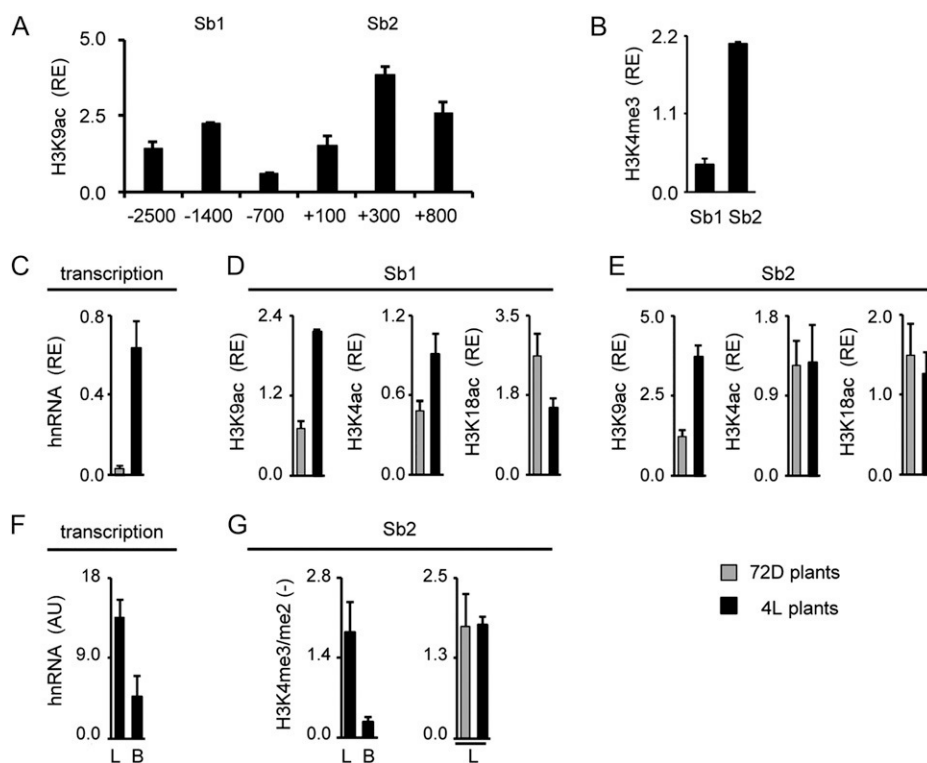 A
Sb1
Sb2
H3K9ac (RE)
5.0
2.5
0.0
-2500 -1400 -700 +100 +300 +800
B
H3K4me3 (RE)
2.2
1.1
0.0
Sb1 Sb2
C
transcription
hnRNA (RE)
0.8
0.4
0.0
D
Sb1
H3K9ac (RE)
2.4
1.2
0.0
H3K4ac (RE)
1.2
0.6
0.0
H3K18ac (RE)
3.5
1.8
0.0
E
Sb2
H3K9ac (RE)
5.0
2.5
0.0
H3K4ac (RE)
1.8
0.9
0.0
H3K18ac (RE)
2.0
1.0
0.0
F
transcription
hnRNA (AU)
18
9.0
0.0
L B
G
Sb2
H3K4me3/me2 (-)
2.8
1.4
0.0
L B
2.5
1.3
0.0
L
72D plants
4L plants